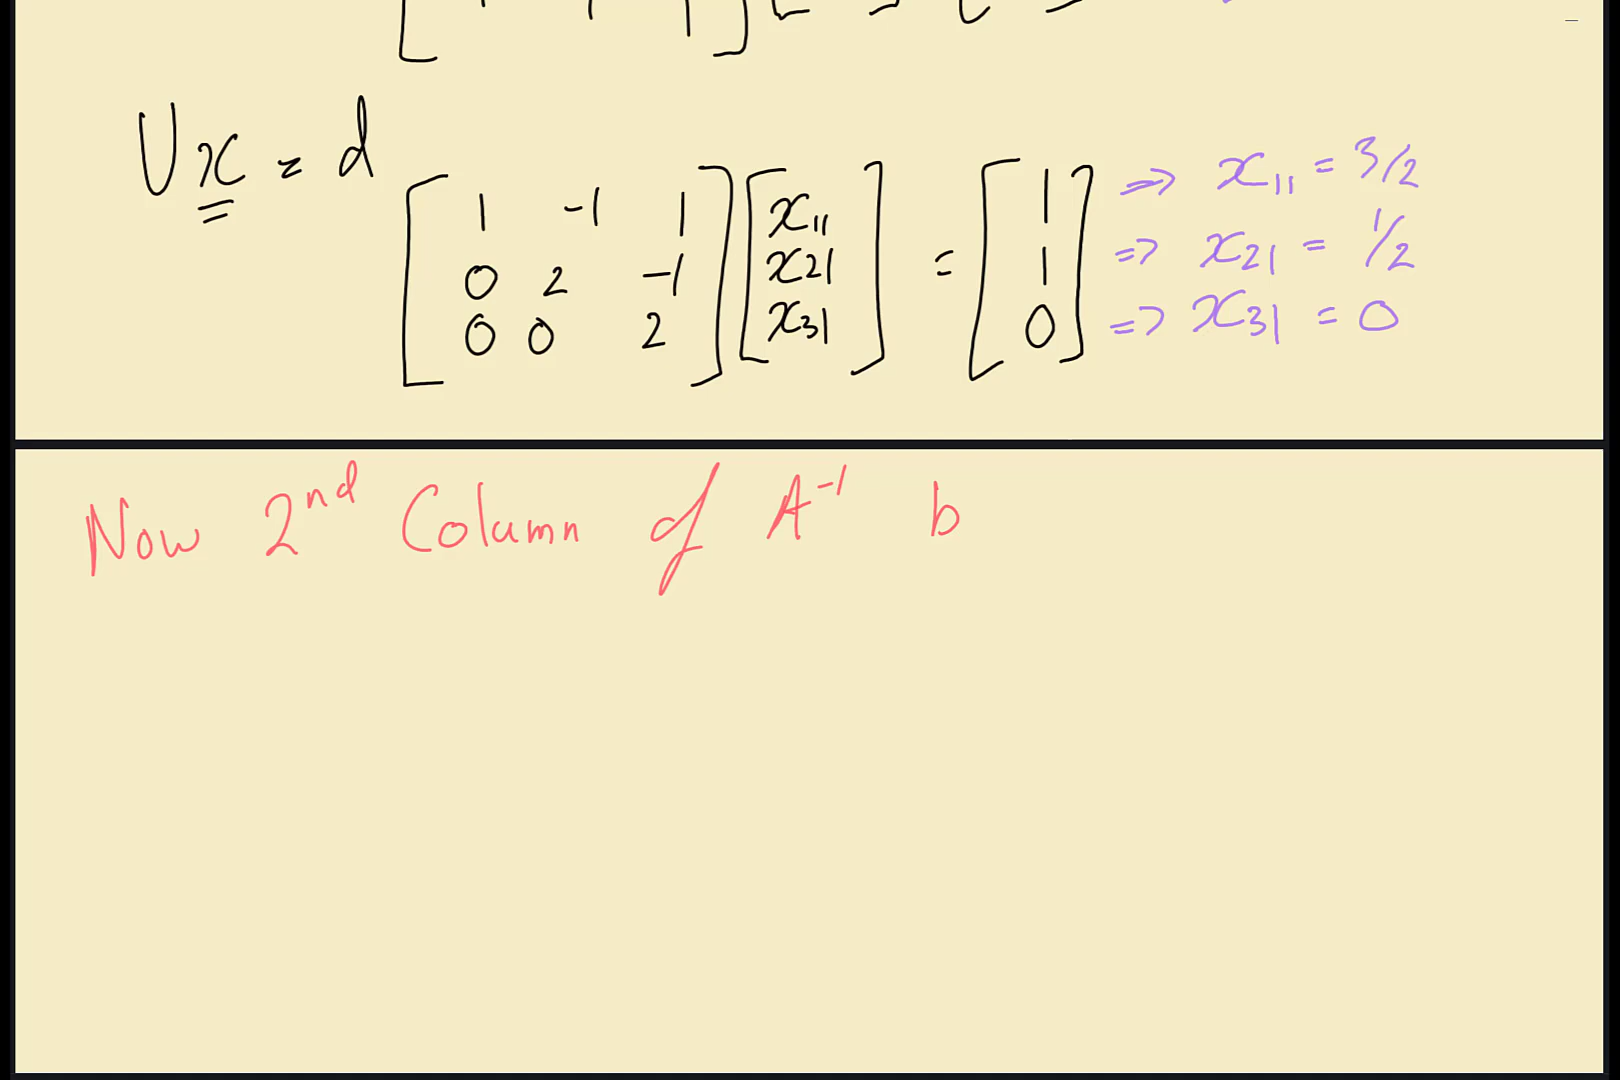 Ux = d
[ 1 -1 1 ] [ x11 ] = [ 1 ] ⇒ x11 = 3/2
[ 0 2 -1 ] [ x21 ] [ 1 ] ⇒ x21 = 1/2
[ 0 0 2 ] [ x31 ] [ 0 ] ⇒ x31 = 0
Now 2nd Column of A⁻¹ b